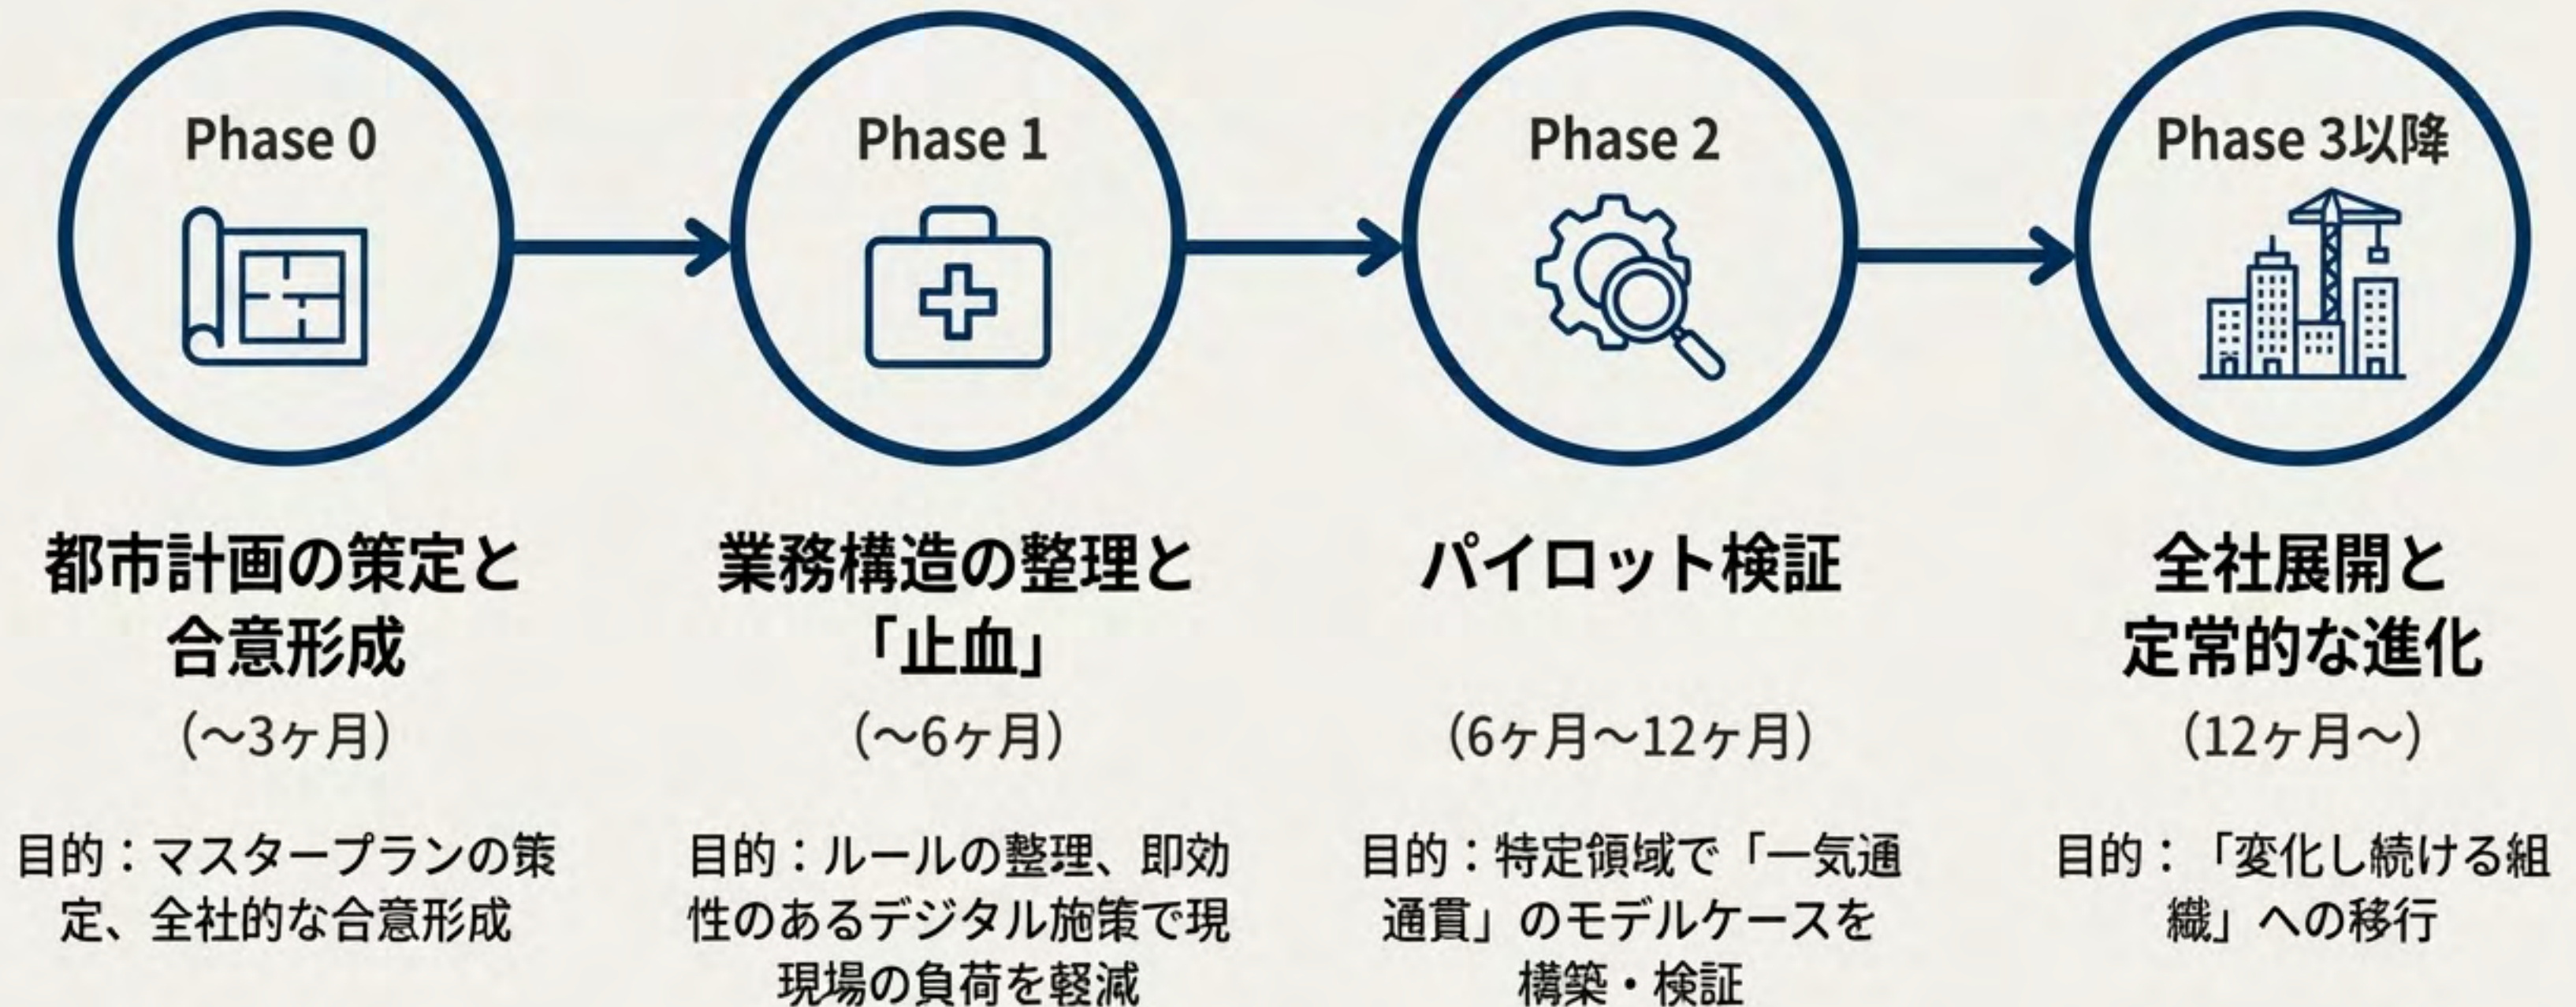 Phase 0
都市計画の策定と
合意形成
（～3ヶ月）
目的：マスタープランの策
定、全社的な合意形成
Phase 1
業務構造の整理と
「止血」
（～6ヶ月）
目的：ルールの整理、即効
性のあるデジタル施策で現
現場の負荷を軽減
Phase 2
パイロット検証
（6ヶ月～12ヶ月）
目的：特定領域で「一気通
通貫」のモデルケースを
構築・検証
Phase 3以降
全社展開と
定常的な進化
（12ヶ月～）
目的：「変化し続ける組
織」への移行